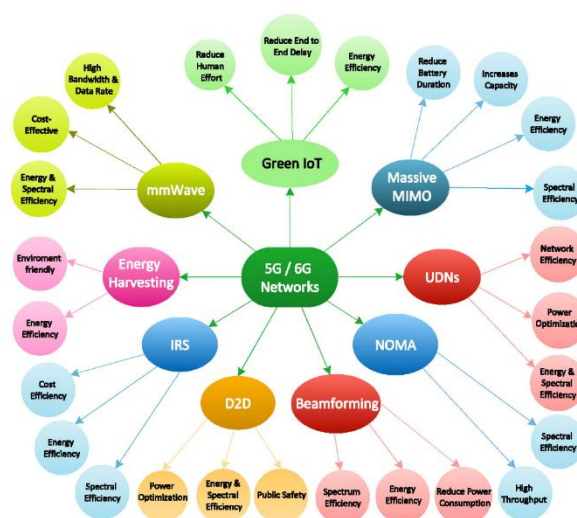 Reduce
Human
Effort
Reduce End to
End Delay
Energy
Efficiency
Green IoT
High
Bandwidth &
Data Rate
Cost-
Effective
Energy &
Spectral
Efficiency
mmWave
Reduce
Battery
Duration
Increases
Capacity
Energy
Efficiency
Spectral
Efficiency
Massive
MIMO
5G / 6G
Networks
Enviroment
friendly
Energy
Efficiency
Energy
Harvesting
UDNs
Network
Efficiency
Power
Optimization
Energy &
Spectral
Efficiency
IRS
Cost
Efficiency
Energy
Efficiency
Spectral
Efficiency
NOMA
Spectral
Efficiency
High
Throughput
D2D
Power
Optimization
Energy &
Spectral
Efficiency
Public Safety
Beamforming
Spectrum
Efficiency
Energy
Efficiency
Reduce Power
Consumption